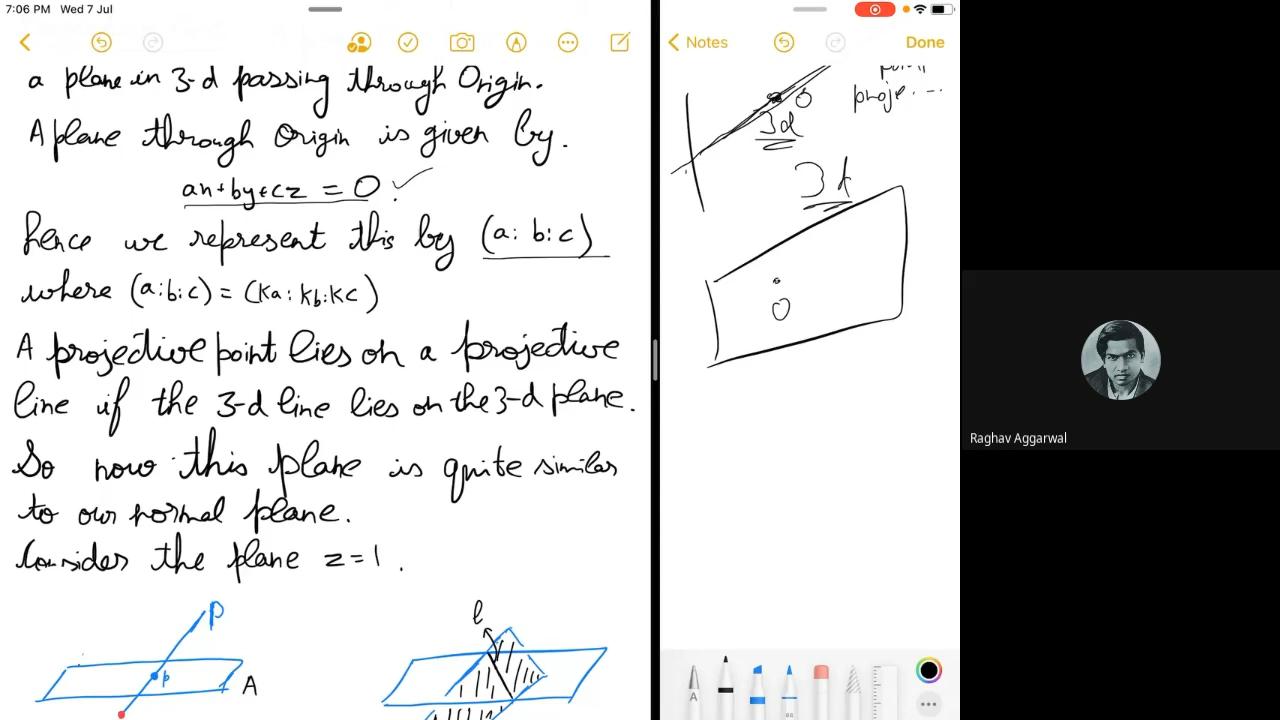 7:06 PM Wed 7 Jul
a plane in 3-d passing through Origin.
A plane through Origin is given by.
ax+by+cz = 0 ✓
hence we represent this by (a: b:c)
where (a:b:c) = (Ka: Kb:Kc)
A projective point lies on a projective
line if the 3-d line lies on the 3-d plane.
So now this plane is quite similar
to our normal plane.
Consider the plane z=1.
P
p
A
l
Notes
Done
point
proje. ...
O
3d
3d
O
A
Raghav Aggarwal